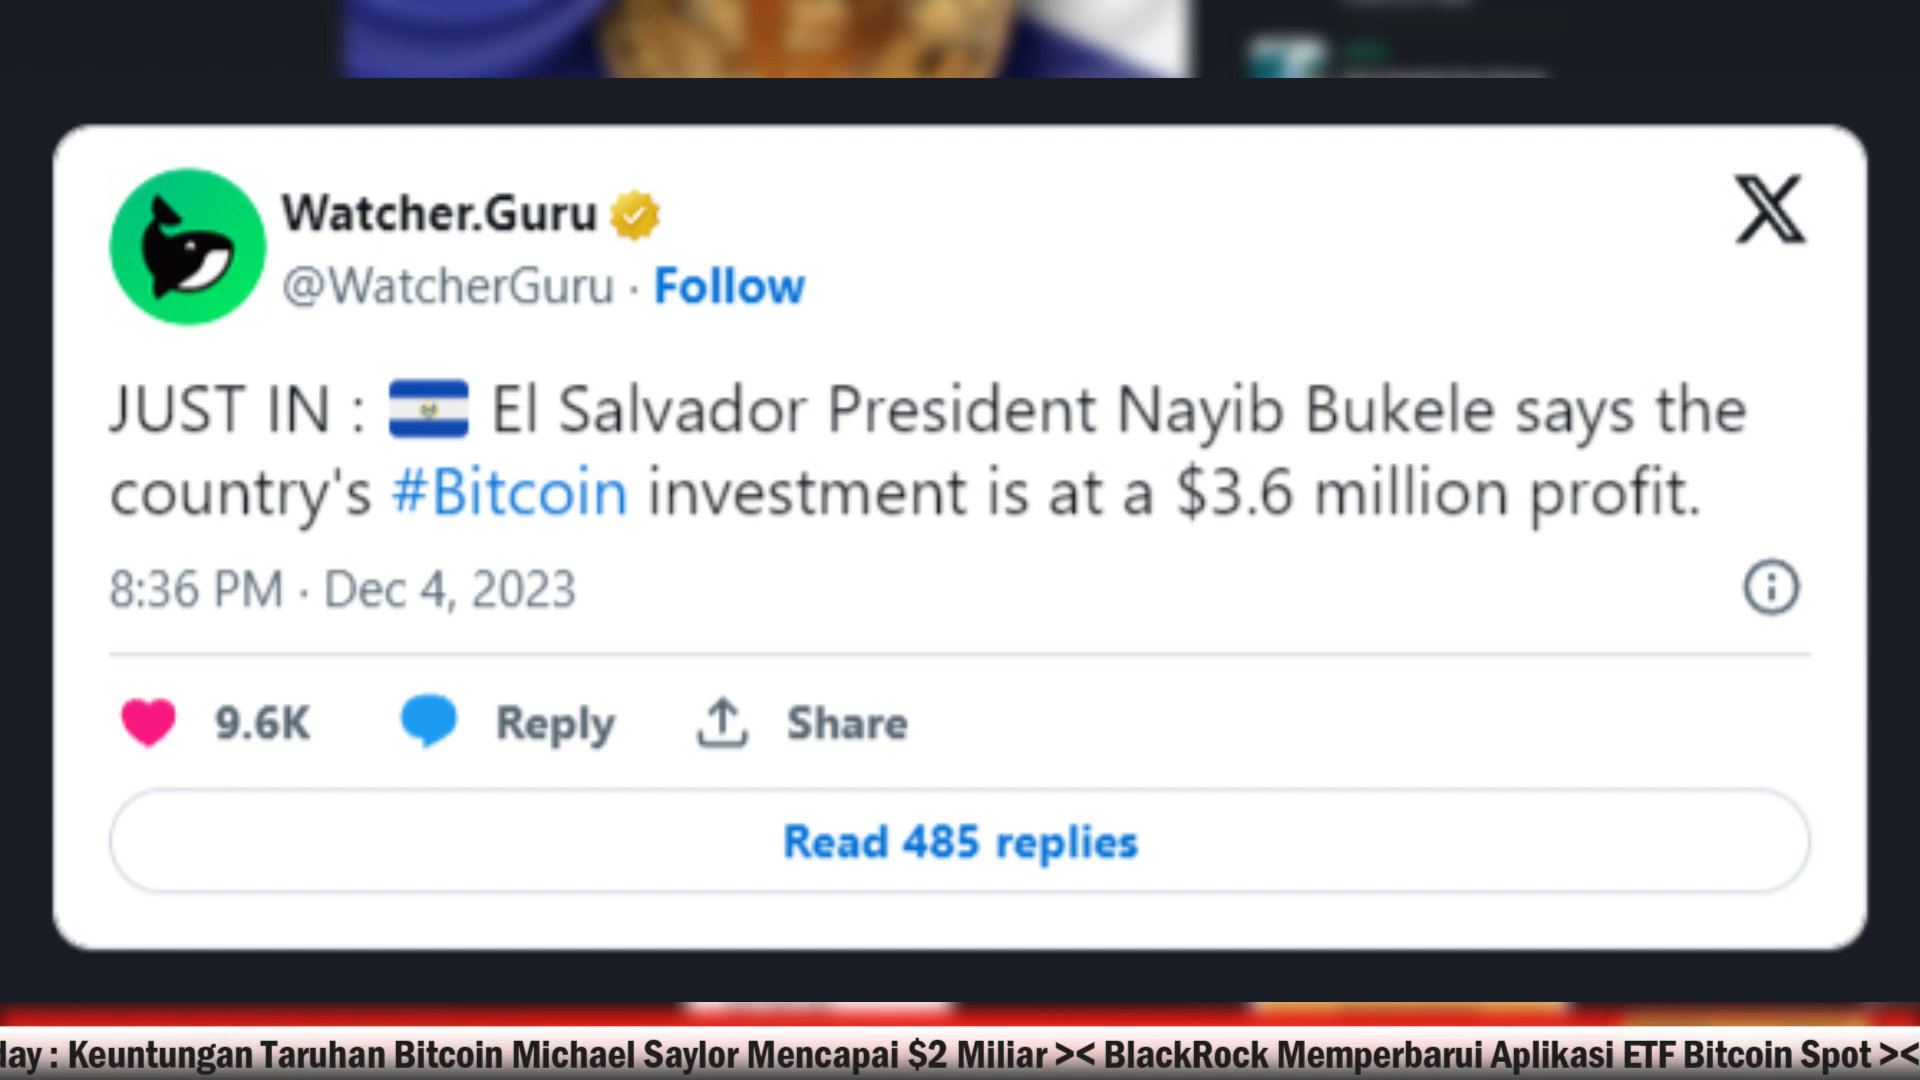 Watcher.Guru
@WatcherGuru · Follow
JUST IN : El Salvador President Nayib Bukele says the
country's #Bitcoin investment is at a $3.6 million profit.
8:36 PM · Dec 4, 2023
9.6K Reply Share
Read 485 replies
day : Keuntungan Taruhan Bitcoin Michael Saylor Mencapai $2 Miliar >< BlackRock Memperbarui Aplikasi ETF Bitcoin Spot ><